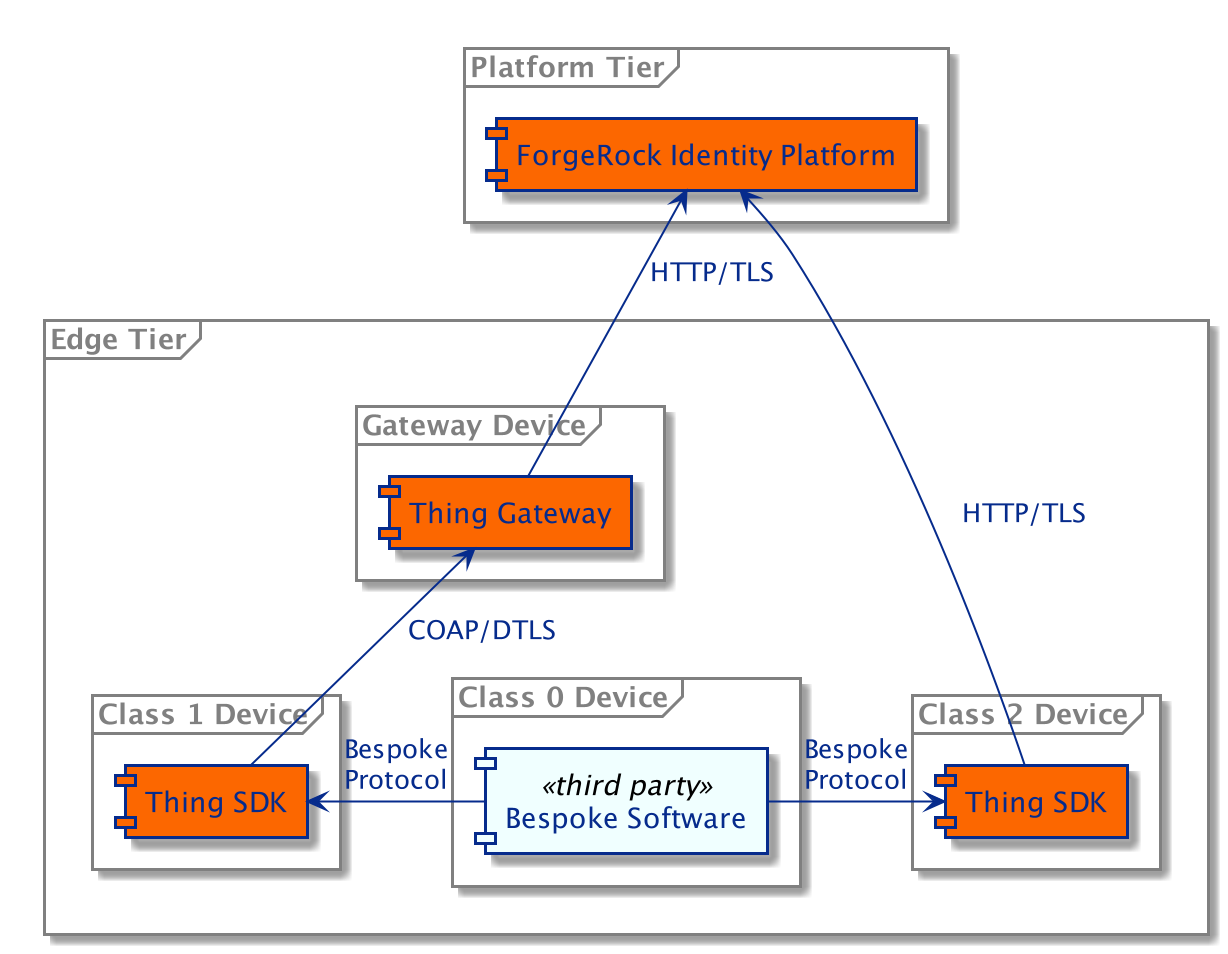 Platform Tier
ForgeRock Identity Platform
HTTP/TLS
Edge Tier
Gateway Device
Thing Gateway
HTTP/TLS
COAP/DTLS
Class 1 Device
Class 0 Device
Class 2 Device
Bespoke
Protocol
Bespoke
Protocol
Thing SDK
«third party»
Bespoke Software
Thing SDK